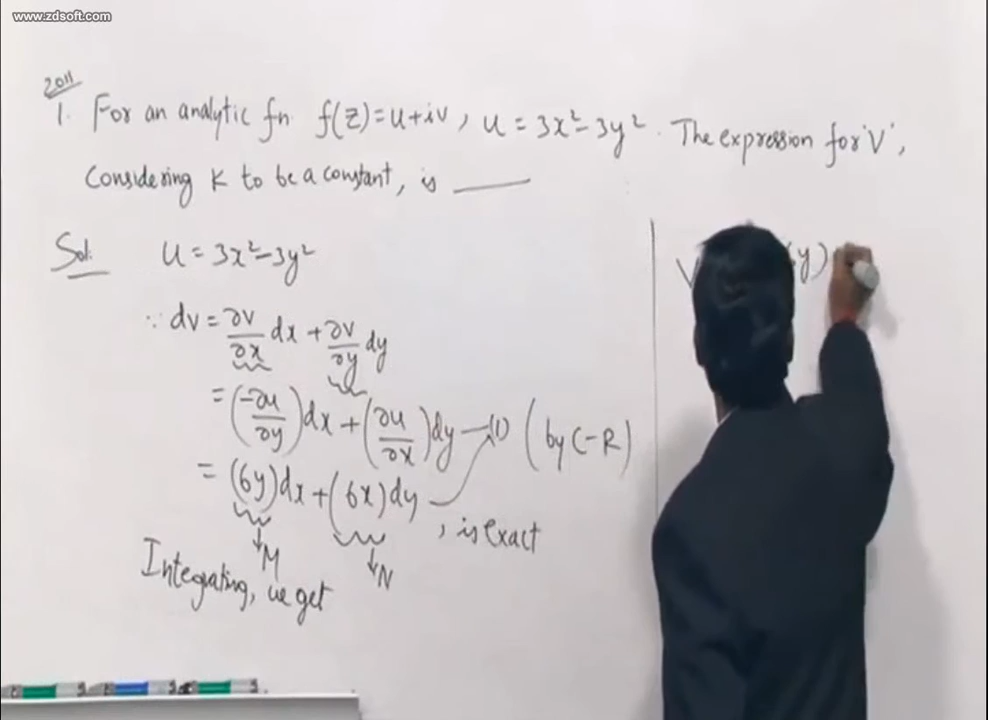 www.zdsoft.com
2011
1. For an analytic fn. f(z)=u+iv, u=3x²-3y². The expression for 'V',
Considering K to be a constant, is ____
Sol: u=3x²-3y²
∵ dv = ∂v/∂x dx + ∂v/∂y dy
= (-∂u/∂y)dx + (∂u/∂x)dy —(1) (by C-R)
= (6y)dx + (6x)dy , is exact
↓M ↓N
Integrating, we get
V y)